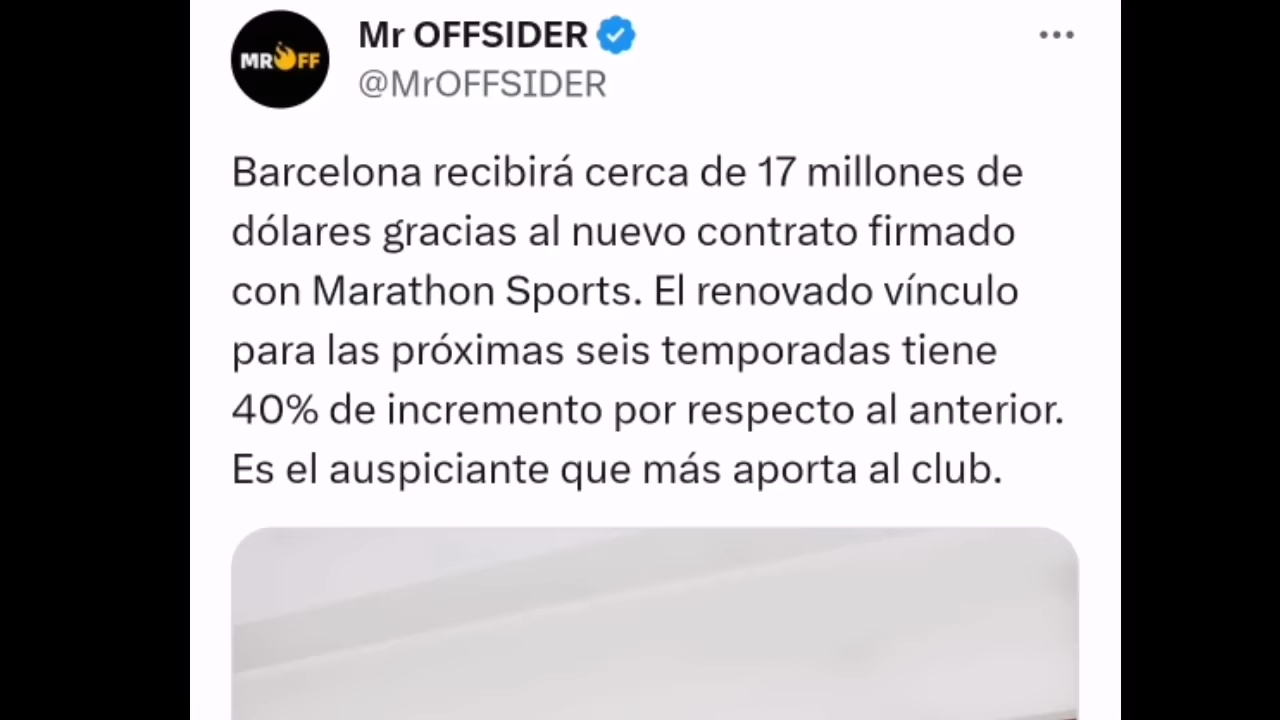 Mr OFFSIDER
MR FF
@MrOFFSIDER
Barcelona recibirá cerca de 17 millones de
dólares gracias al nuevo contrato firmado
con Marathon Sports. El renovado vínculo
para las próximas seis temporadas tiene
40% de incremento por respecto al anterior.
Es el auspiciante que más aporta al club.